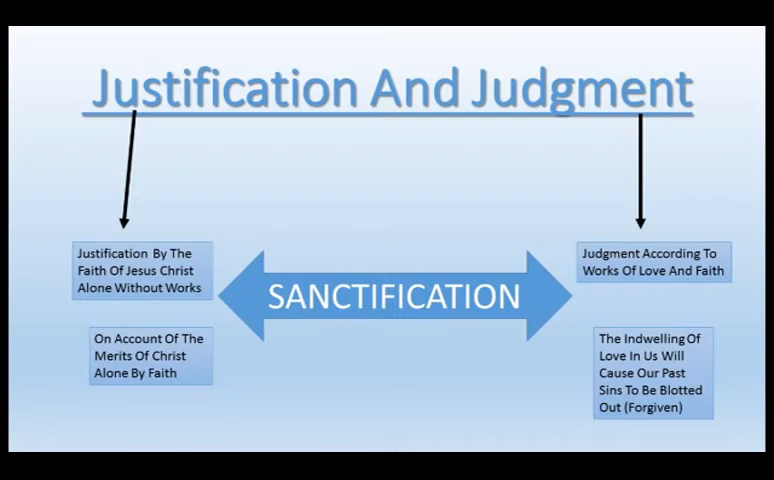 Justification And Judgment
Justification By The
Faith Of Jesus Christ
Alone Without Works
On Account Of The
Merits Of Christ
Alone By Faith
SANCTIFICATION
Judgment According To
Works Of Love And Faith
The Indwelling Of
Love In Us Will
Cause Our Past
Sins To Be Blotted
Out (Forgiven)